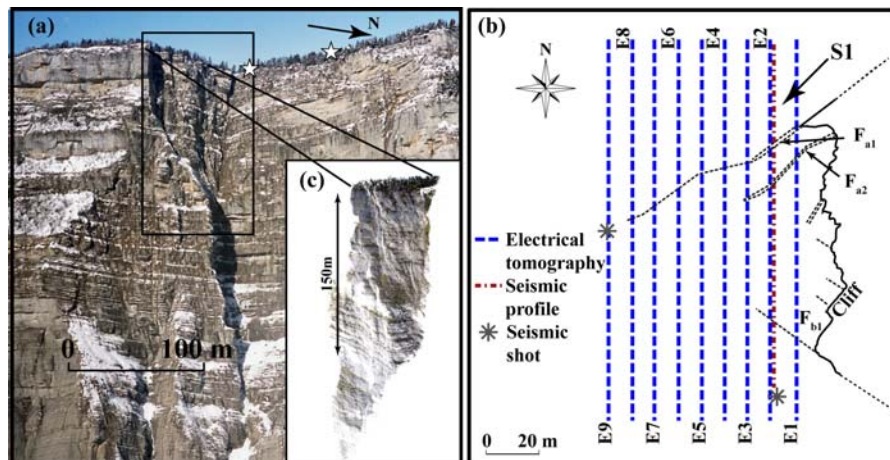 (a)
N
(c)
150m
0 100 m
(b)
E8 E6 E4 E2
S1
N
Fa1
Fa2
Electrical
tomography
Seismic
profile
Seismic
shot
Cliff
Fb1
E9 E7 E5 E3 E1
0 20 m